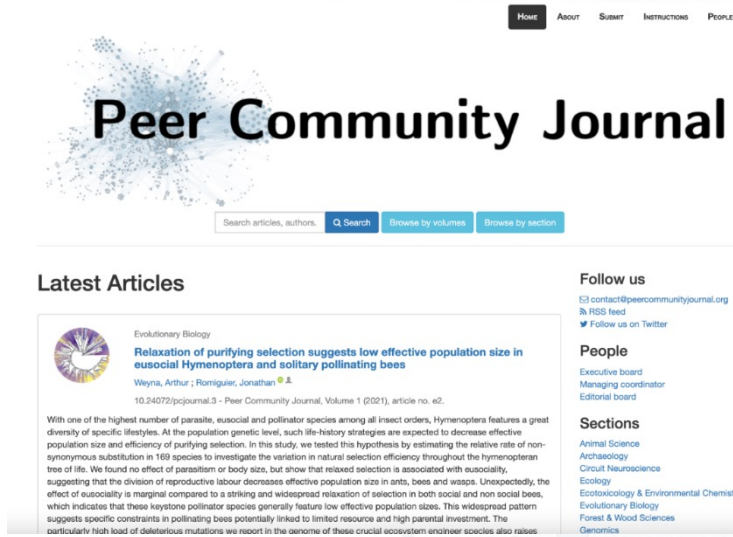 Home About Submit Instructions People
Peer Community Journal
Search articles, authors. Search Browse by volumes Browse by section
Latest Articles
Evolutionary Biology
Relaxation of purifying selection suggests low effective population size in
eusocial Hymenoptera and solitary pollinating bees
Weyna, Arthur ; Romiguier, Jonathan
10.24072/pcjournal.3 - Peer Community Journal, Volume 1 (2021), article no. e2.
With one of the highest number of parasite, eusocial and pollinator species among all insect orders, Hymenoptera features a great
diversity of specific lifestyles. At the population genetic level, such life-history strategies are expected to decrease effective
population size and efficiency of purifying selection. In this study, we tested this hypothesis by estimating the relative rate of non-
synonymous substitution in 169 species to investigate the variation in natural selection efficiency throughout the hymenopteran
tree of life. We found no effect of parasitism or body size, but show that relaxed selection is associated with eusociality,
suggesting that the division of reproductive labour decreases effective population size in ants, bees and wasps. Unexpectedly, the
effect of eusociality is marginal compared to a striking and widespread relaxation of selection in both social and non social bees,
which indicates that these keystone pollinator species generally feature low effective population sizes. This widespread pattern
suggests specific constraints in pollinating bees potentially linked to limited resource and high parental investment. The
particularly high load of deleterious mutations we report in the genome of these crucial ecosystem engineer species also raises
Follow us
contact@peercommunityjournal.org
RSS feed
Follow us on Twitter
People
Executive board
Managing coordinator
Editorial board
Sections
Animal Science
Archaeology
Circuit Neuroscience
Ecology
Ecotoxicology & Environmental Chemist
Evolutionary Biology
Forest & Wood Sciences
Genomics